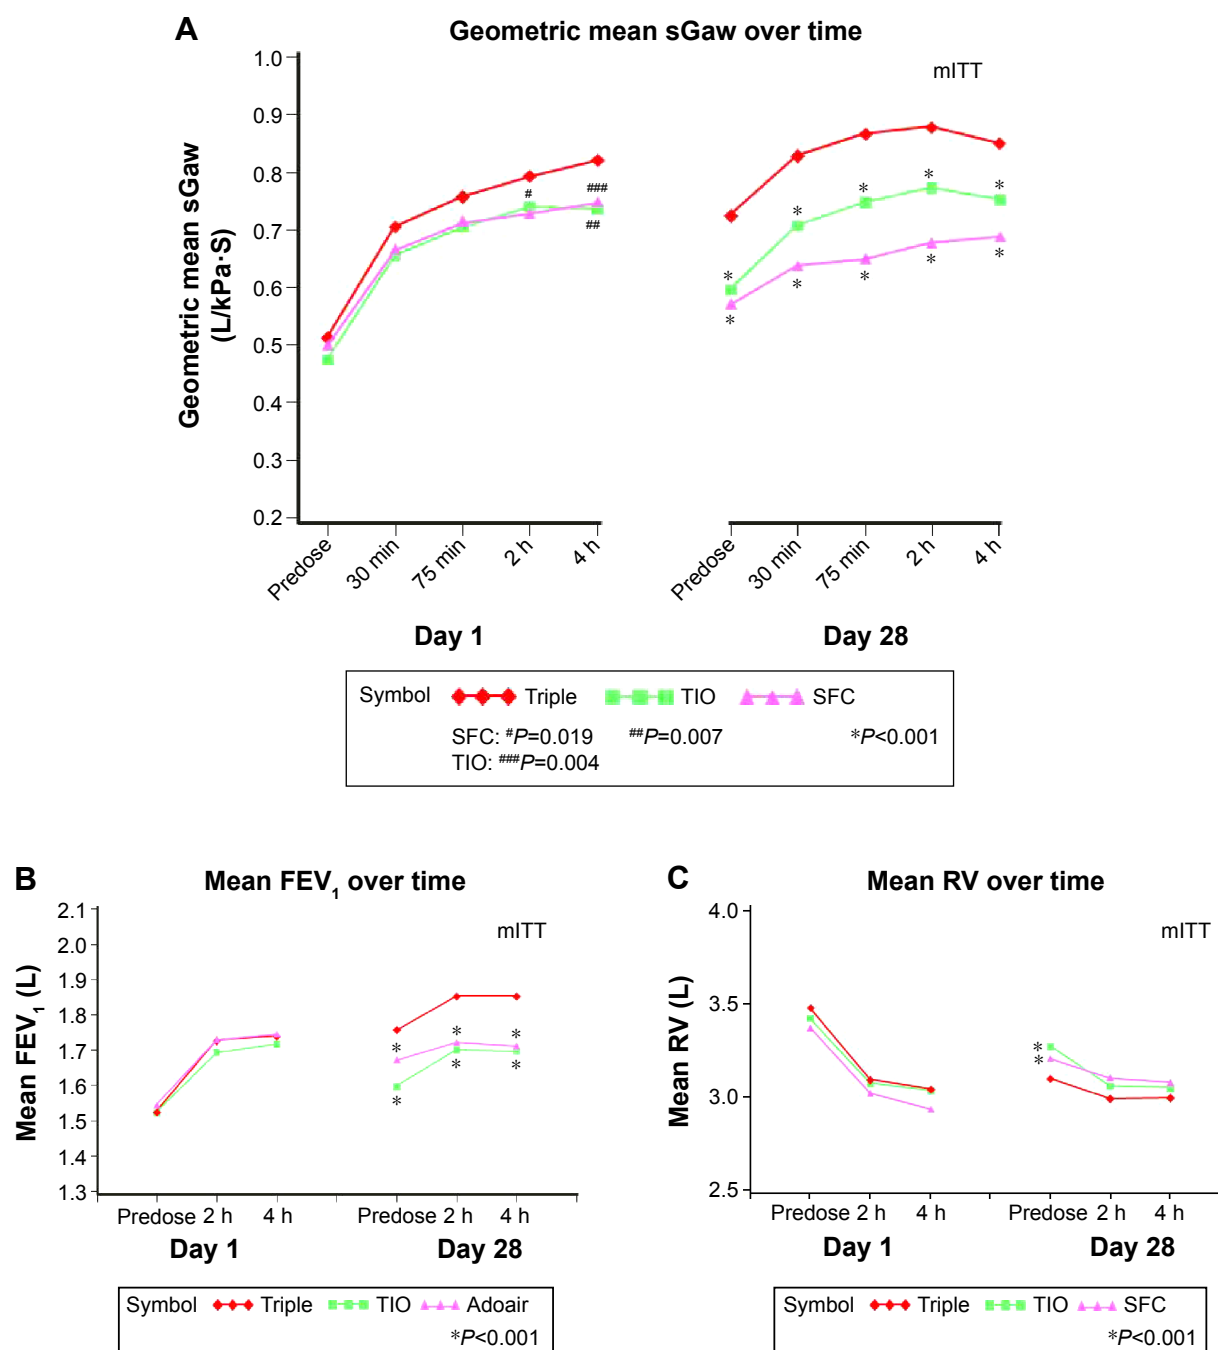 A
Geometric mean sGaw over time
mITT
Geometric mean sGaw
(L/kPa·S)
1.0
0.9
0.8
0.7
0.6
0.5
0.4
0.3
0.2
#
###
##
* * * * *
* * * * *
Predose 30 min 75 min 2 h 4 h
Predose 30 min 75 min 2 h 4 h
Day 1
Day 28
Symbol Triple TIO SFC
SFC: #P=0.019 ##P=0.007 *P<0.001
TIO: ###P=0.004
B
Mean FEV1 over time
mITT
Mean FEV1 (L)
2.1
2.0
1.9
1.8
1.7
1.6
1.5
1.4
1.3
* * *
* * *
Predose 2 h 4 h
Predose 2 h 4 h
Day 1
Day 28
Symbol Triple TIO Adoair
*P<0.001
C
Mean RV over time
mITT
Mean RV (L)
4.0
3.5
3.0
2.5
*
*
Predose 2 h 4 h
Predose 2 h 4 h
Day 1
Day 28
Symbol Triple TIO SFC
*P<0.001